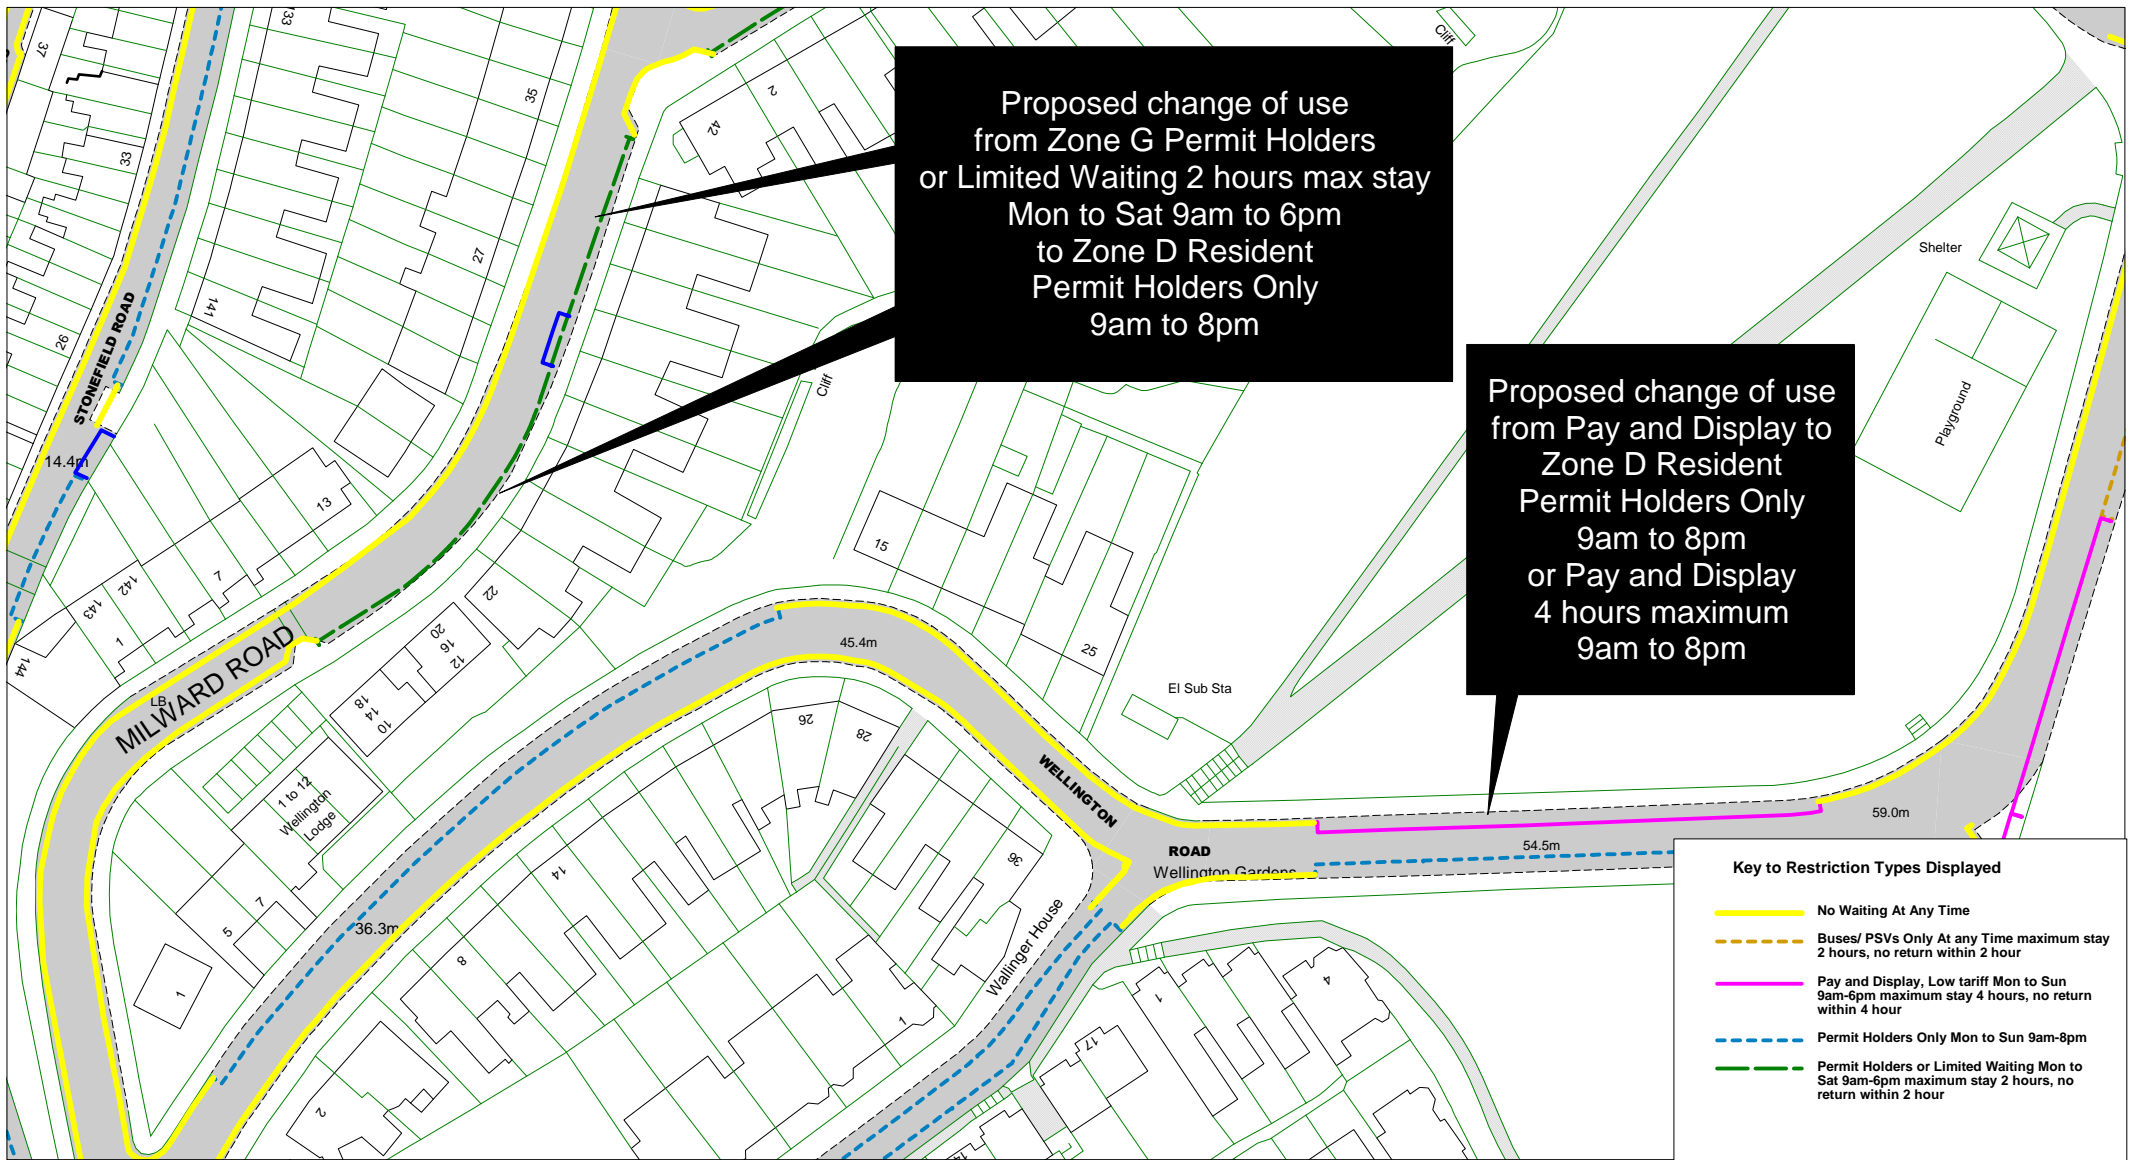 37
133
33
26
STONEFIELD ROAD
14.4m
141
35
27
42
2
13
7
142
143
1
144
MILWARD ROAD
LB
22
20
16
12
18
14
10
1 to 12
Wellington
Lodge
7
5
1
36.3m
2
8
14
26
28
36
1
Wallinger House
17
1
4
14
15
25
45.4m
El Sub Sta
WELLINGTON
ROAD
Wellington Gardens
54.5m
59.0m
Cliff
Cliff
Shelter
Playground
Proposed change of use
from Zone G Permit Holders
or Limited Waiting 2 hours max stay
Mon to Sat 9am to 6pm
to Zone D Resident
Permit Holders Only
9am to 8pm
Proposed change of use
from Pay and Display to
Zone D Resident
Permit Holders Only
9am to 8pm
or Pay and Display
4 hours maximum
9am to 8pm
Key to Restriction Types Displayed
No Waiting At Any Time
Buses/ PSVs Only At any Time maximum stay
2 hours, no return within 2 hour
Pay and Display, Low tariff Mon to Sun
9am-6pm maximum stay 4 hours, no return
within 4 hour
Permit Holders Only Mon to Sun 9am-8pm
Permit Holders or Limited Waiting Mon to
Sat 9am-6pm maximum stay 2 hours, no
return within 2 hour